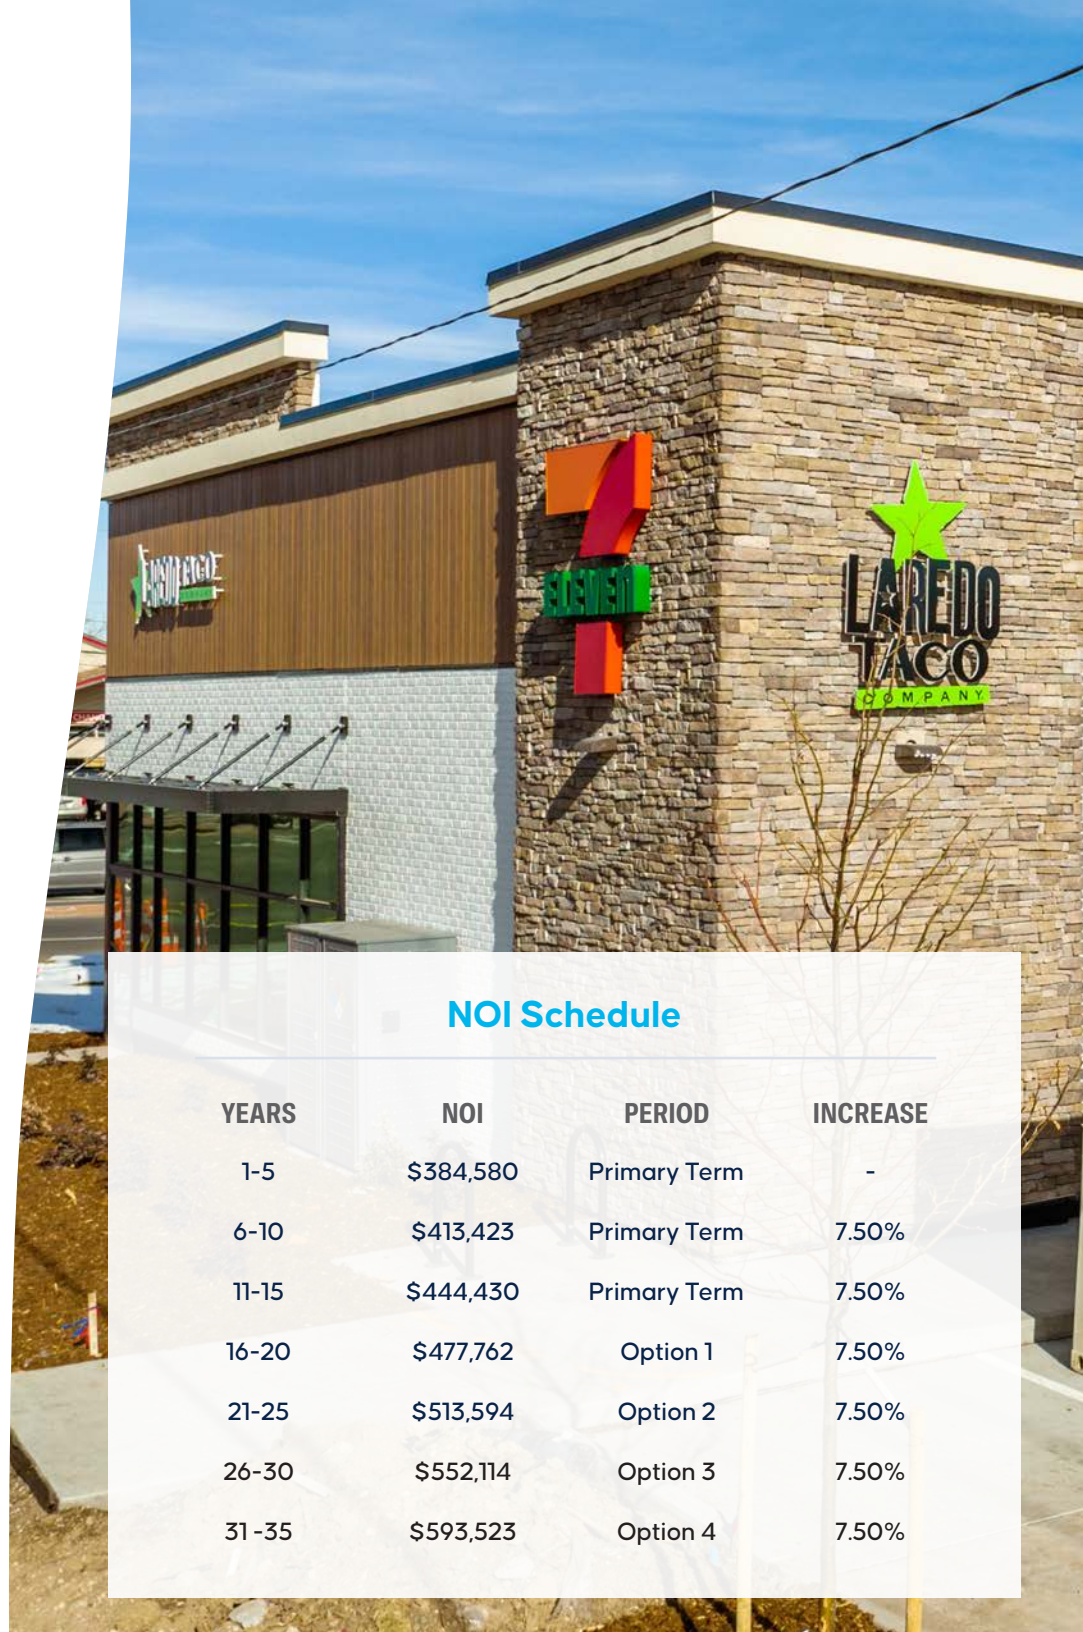 LAREDO TACO
7
ELEVEN
LAREDO
TACO
COMPANY
NOI Schedule
YEARS NOI PERIOD INCREASE
1-5 $384,580 Primary Term -
6-10 $413,423 Primary Term 7.50%
11-15 $444,430 Primary Term 7.50%
16-20 $477,762 Option 1 7.50%
21-25 $513,594 Option 2 7.50%
26-30 $552,114 Option 3 7.50%
31 -35 $593,523 Option 4 7.50%